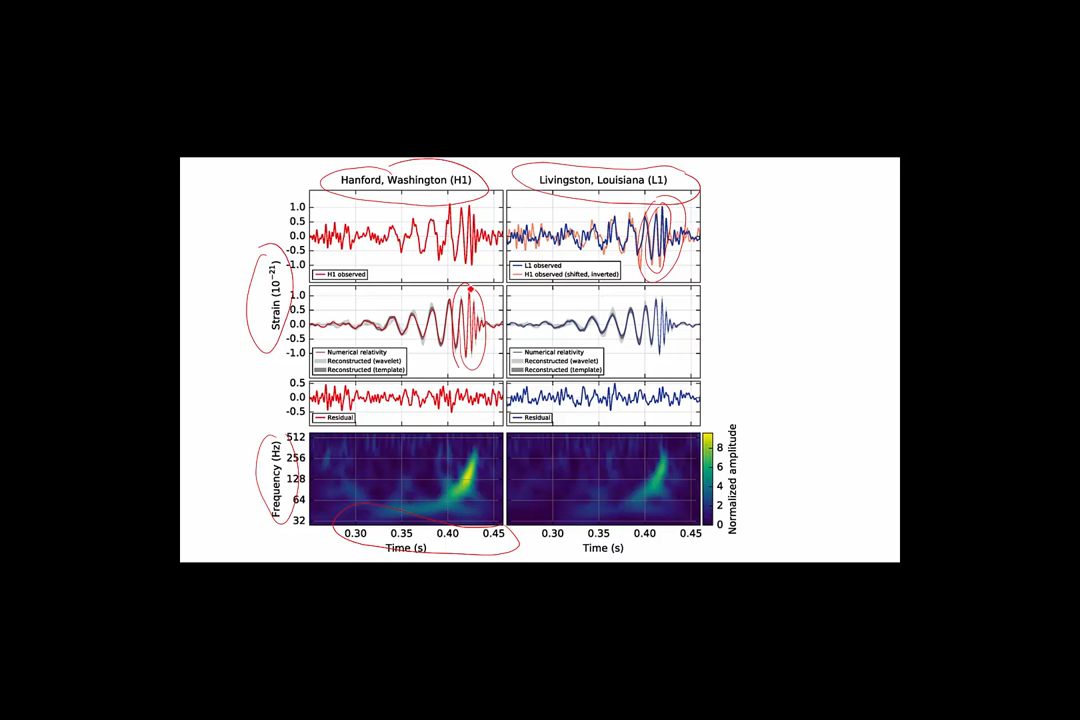 Hanford, Washington (H1)
Livingston, Louisiana (L1)
1.0
0.5
0.0
-0.5
-1.0
H1 observed
L1 observed
H1 observed (shifted, inverted)
Strain (10⁻²¹)
1.0
0.5
0.0
-0.5
-1.0
Numerical relativity
Reconstructed (wavelet)
Reconstructed (template)
Numerical relativity
Reconstructed (wavelet)
Reconstructed (template)
0.5
0.0
-0.5
Residual
Residual
Frequency (Hz)
512
256
128
64
32
0.30 0.35 0.40 0.45
Time (s)
0.30 0.35 0.40 0.45
Time (s)
8
6
4
2
0
Normalized amplitude